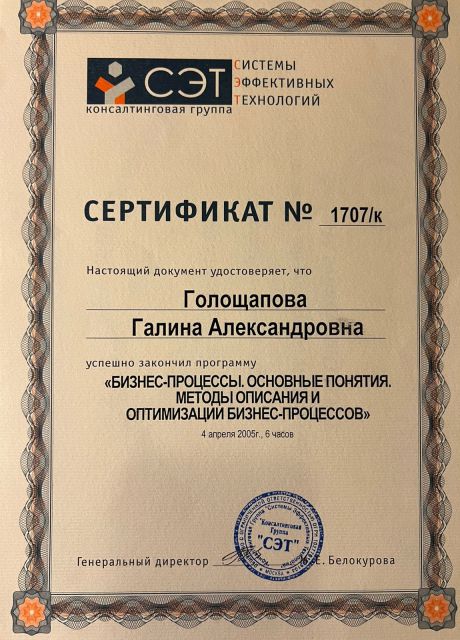 СЭТ
СИСТЕМЫ
ЭФФЕКТИВНЫХ
ТЕХНОЛОГИЙ
КОНСАЛТИНГОВАЯ ГРУППА
СЕРТИФИКАТ № 1707/к
Настоящий документ удостоверяет, что
Голощапова
Галина Александровна
успешно закончил программу
«БИЗНЕС-ПРОЦЕССЫ. ОСНОВНЫЕ ПОНЯТИЯ.
МЕТОДЫ ОПИСАНИЯ И
ОПТИМИЗАЦИИ БИЗНЕС-ПРОЦЕССОВ»
4 апреля 2005г., 6 часов
"Консалтинговая
Группа
"СЭТ"
МОСКВА
Генеральный директор
Е. Белокурова